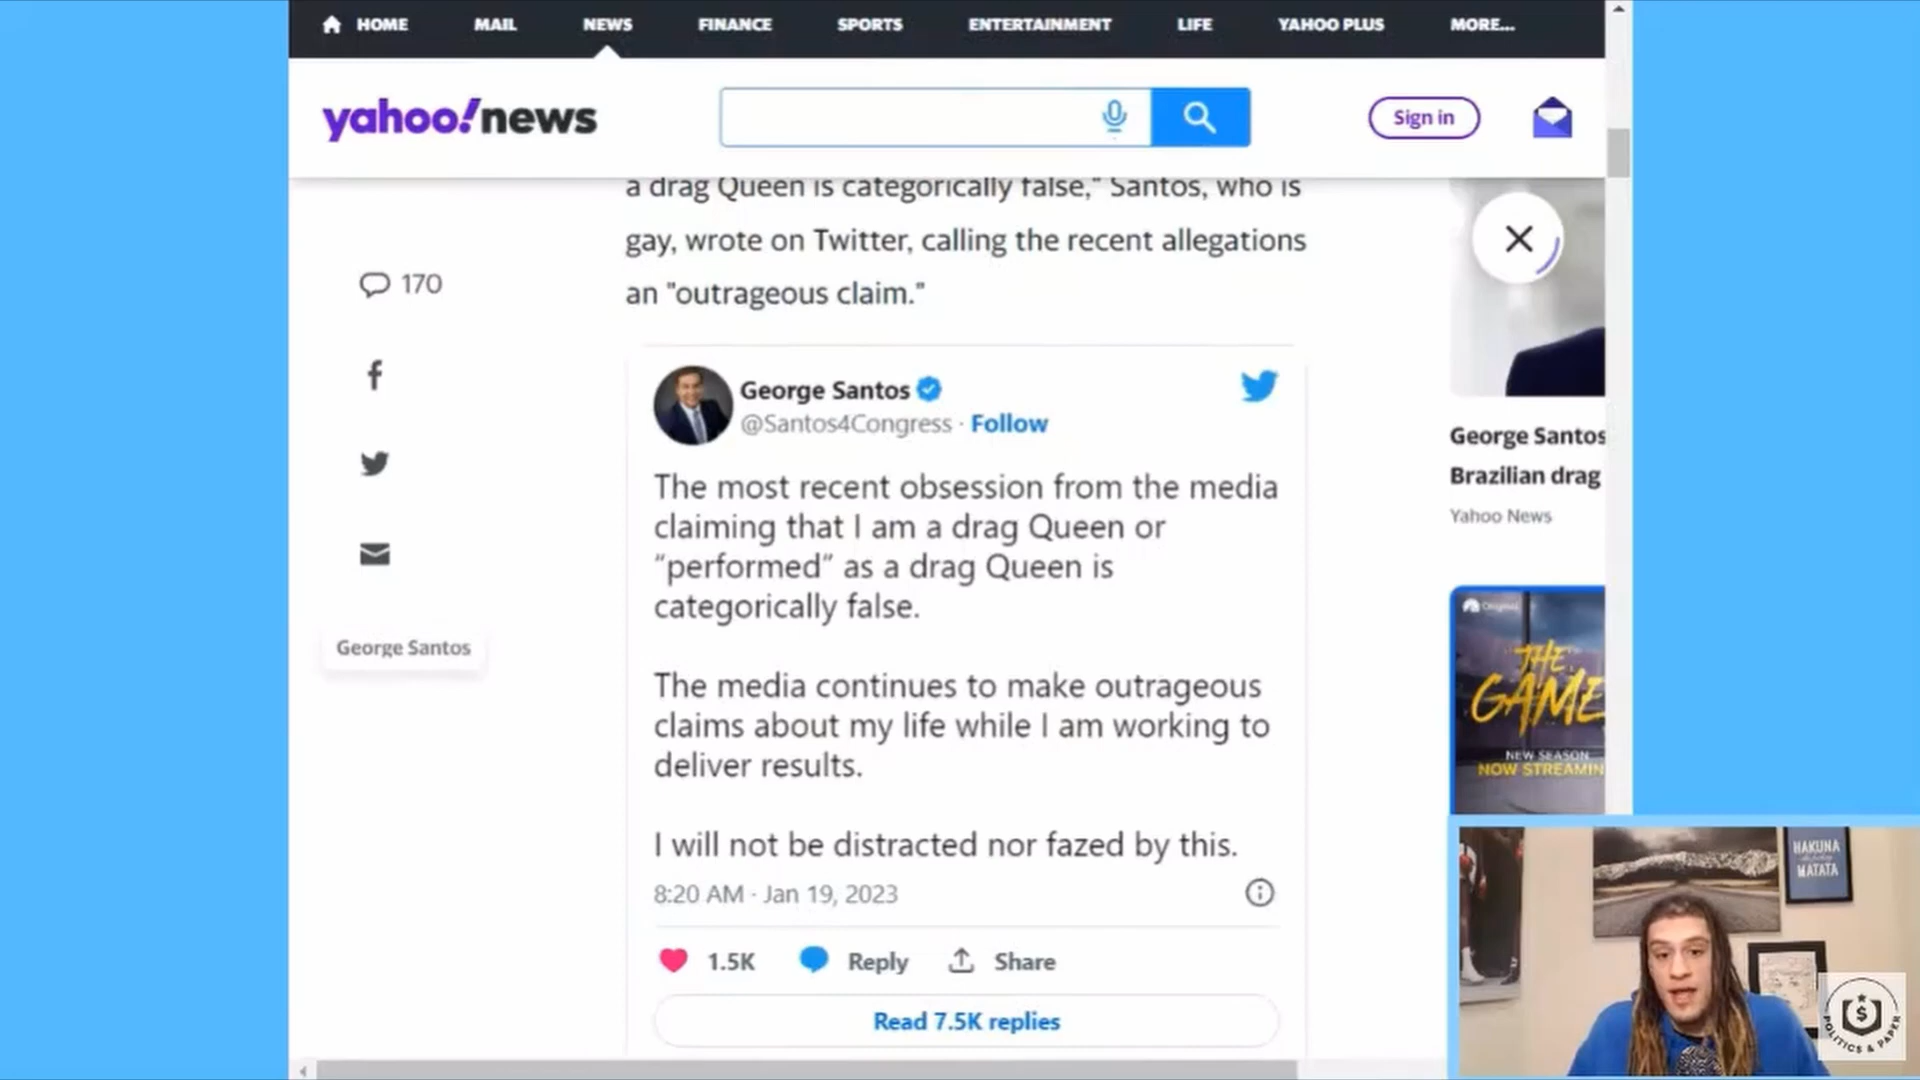 HOME MAIL NEWS FINANCE SPORTS ENTERTAINMENT LIFE YAHOO PLUS MORE...
yahoo!news
Sign in
a drag Queen is categorically false," Santos, who is
gay, wrote on Twitter, calling the recent allegations
an "outrageous claim."
170
George Santos
George Santos
@Santos4Congress · Follow
The most recent obsession from the media
claiming that I am a drag Queen or
“performed” as a drag Queen is
categorically false.
The media continues to make outrageous
claims about my life while I am working to
deliver results.
I will not be distracted nor fazed by this.
8:20 AM · Jan 19, 2023
1.5K Reply Share
Read 7.5K replies
George Santos
Brazilian drag
Yahoo News
THE
GAME
NEW SEASON
NOW STREAMIN
HAKUNA
MATATA
$
POLITICS & PAPER